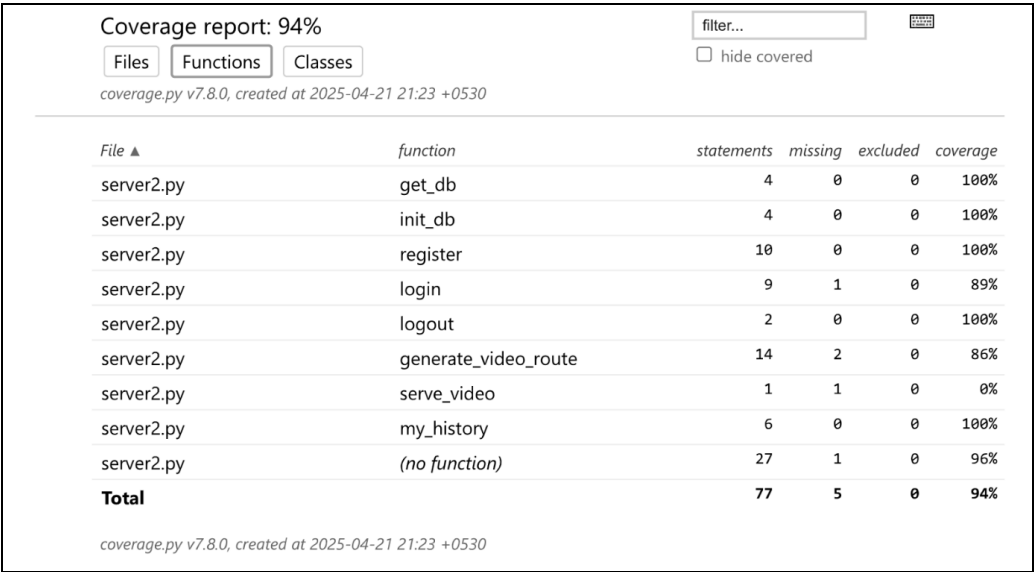 Coverage report: 94%
filter...
hide covered
Files Functions Classes
coverage.py v7.8.0, created at 2025-04-21 21:23 +0530
File ▲ function statements missing excluded coverage
server2.py get_db 4 0 0 100%
server2.py init_db 4 0 0 100%
server2.py register 10 0 0 100%
server2.py login 9 1 0 89%
server2.py logout 2 0 0 100%
server2.py generate_video_route 14 2 0 86%
server2.py serve_video 1 1 0 0%
server2.py my_history 6 0 0 100%
server2.py (no function) 27 1 0 96%
Total 77 5 0 94%
coverage.py v7.8.0, created at 2025-04-21 21:23 +0530